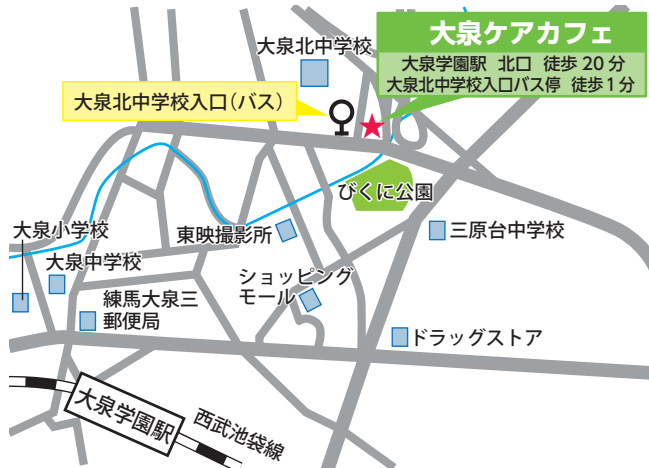 大泉ケアカフェ
大泉学園駅 北口 徒歩20分
大泉北中学校入口バス停 徒歩1分
大泉北中学校
大泉北中学校入口（バス）
びくに公園
大泉小学校
東映撮影所
三原台中学校
大泉中学校
ショッピング
モール
練馬大泉三
郵便局
ドラッグストア
大泉学園駅
西武池袋線